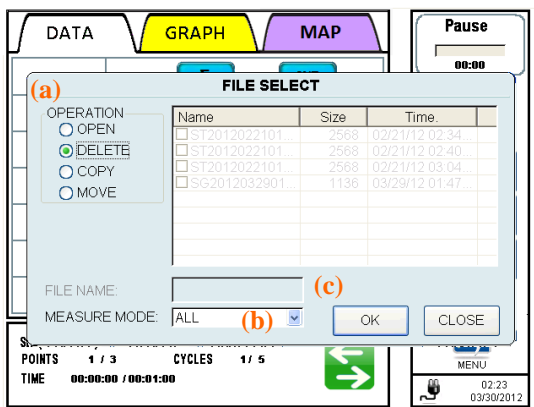 DATA GRAPH MAP
Pause
00:00
(a) FILE SELECT
OPERATION
OPEN
DELETE
COPY
MOVE
Name Size Time.
ST2012022101... 2568 02/21/12 02:34...
ST2012022101... 2568 02/21/12 02:40...
ST2012022101... 2568 02/21/12 03:04...
SG2012032901... 1136 03/29/12 01:47...
FILE NAME: (c)
MEASURE MODE: ALL (b) OK CLOSE
POINTS 1 / 3 CYCLES 1/ 5
TIME 00:00:00 / 00:01:00
MENU
02:23
03/30/2012